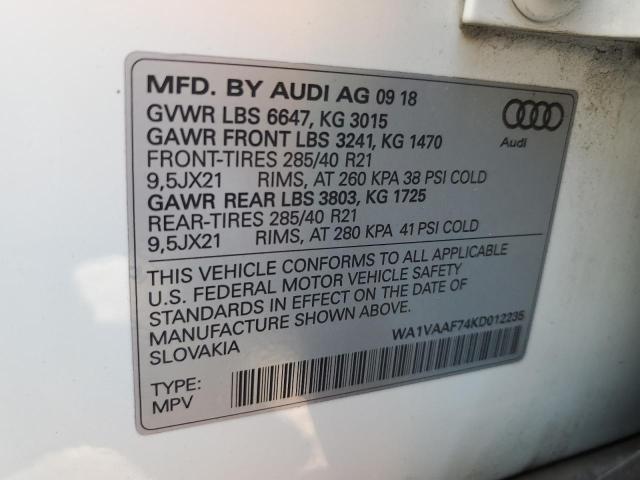 MFD. BY AUDI AG 09 18
GVWR LBS 6647, KG 3015
GAWR FRONT LBS 3241, KG 1470
FRONT-TIRES 285/40 R21
9,5JX21 RIMS, AT 260 KPA 38 PSI COLD
GAWR REAR LBS 3803, KG 1725
REAR-TIRES 285/40 R21
9,5JX21 RIMS, AT 280 KPA 41 PSI COLD
Audi
THIS VEHICLE CONFORMS TO ALL APPLICABLE
U.S. FEDERAL MOTOR VEHICLE SAFETY
STANDARDS IN EFFECT ON THE DATE OF
MANUFACTURE SHOWN ABOVE.
SLOVAKIA
WA1VAAF74KD012235
TYPE:
MPV